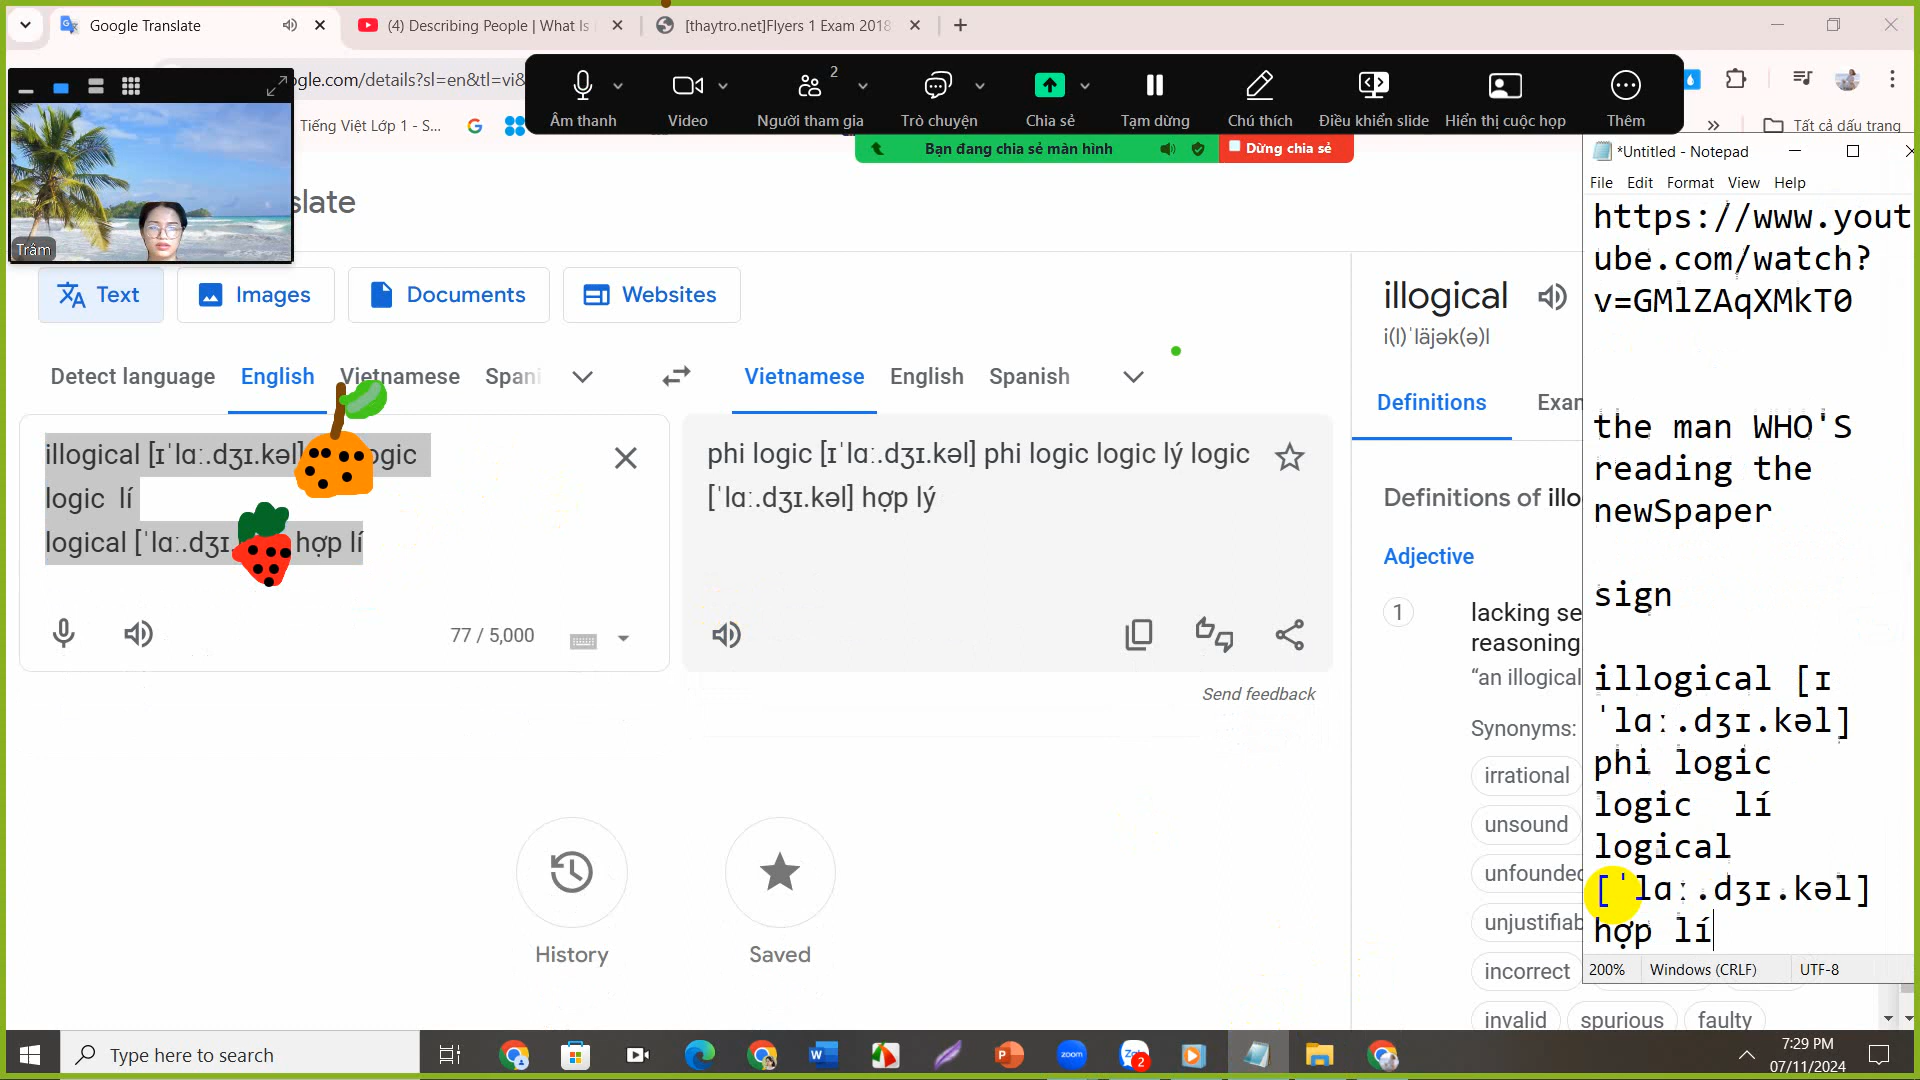 Google Translate
(4) Describing People | What Is
[thaytro.net]Flyers 1 Exam 2018
ogle.com/details?sl=en&tl=vi&
Âm thanh
Video
2
Người tham gia
Trò chuyện
Chia sẻ
Tạm dừng
Chú thích
Điều khiển slide
Hiển thị cuộc họp
Thêm
Tiếng Việt Lớp 1 - S...
Tất cả dấu trang
Bạn đang chia sẻ màn hình
Dừng chia sẻ
Trâm
slate
Text
Images
Documents
Websites
Detect language
English
Vietnamese
Spani
Vietnamese
English
Spanish
illogical [ɪˈlɑː.dʒɪ.kəl] ogic
logic lí
logical [ˈlɑː.dʒɪ. hợp lí
77 / 5,000
phi logic [ɪˈlɑː.dʒɪ.kəl] phi logic logic lý logic
[ˈlɑː.dʒɪ.kəl] hợp lý
Send feedback
History
Saved
illogical
i(l)ˈläjək(ə)l
Definitions
Exan
Definitions of illo
Adjective
1
lacking se
reasoning
“an illogical
Synonyms:
irrational
unsound
unfounded
unjustifiab
incorrect
invalid
spurious
faulty
*Untitled - Notepad
File Edit Format View Help
https://www.yout
ube.com/watch?
v=GMlZAqXMkT0
the man WHO'S
reading the
newSpaper
sign
illogical [ɪ
ˈlɑː.dʒɪ.kəl]
phi logic
logic lí
logical
[ˈlɑː.dʒɪ.kəl]
hợp lí
200%
Windows (CRLF)
UTF-8
Type here to search
zoom
2
7:29 PM
07/11/2024